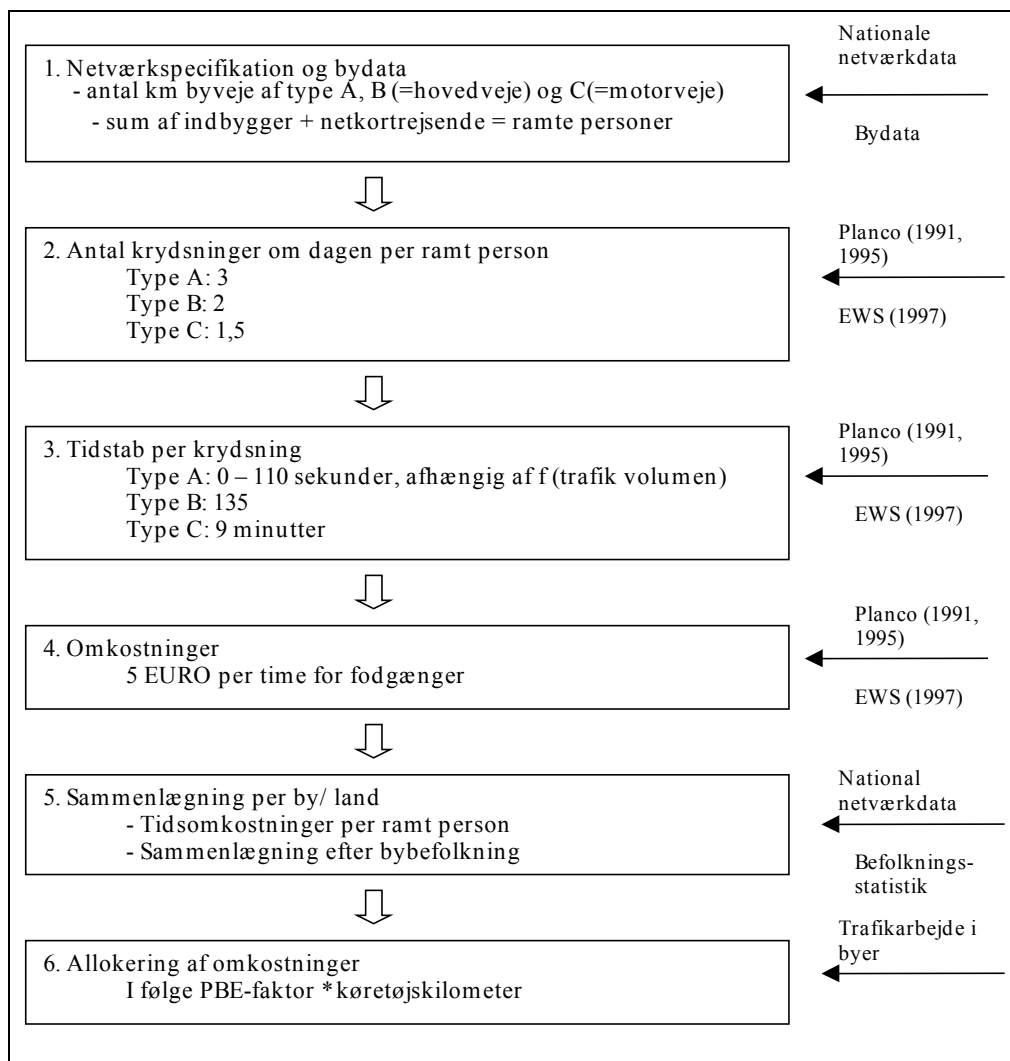 Nationale
netværkdata
1. Netværkspecifikation og bydata
- antal km byveje af type A, B (=hovedveje) og C(=motorveje)
- sum af indbygger + netkortrejsende = ramte personer
Bydata
2. Antal krydsninger om dagen per ramt person
Type A: 3
Type B: 2
Type C: 1,5
Planco (1991,
1995)
EWS (1997)
3. Tidstab per krydsning
Type A: 0 – 110 sekunder, afhængig af f (trafik volumen)
Type B: 135
Type C: 9 minutter
Planco (1991,
1995)
EWS (1997)
4. Omkostninger
5 EURO per time for fodgænger
Planco (1991,
1995)
EWS (1997)
5. Sammenlægning per by/ land
- Tidsomkostninger per ramt person
- Sammenlægning efter bybefolkning
National
netværkdata
Befolknings-
statistik
6. Allokering af omkostninger
I følge PBE-faktor *køretøjskilometer
Trafikarbejde i
byer